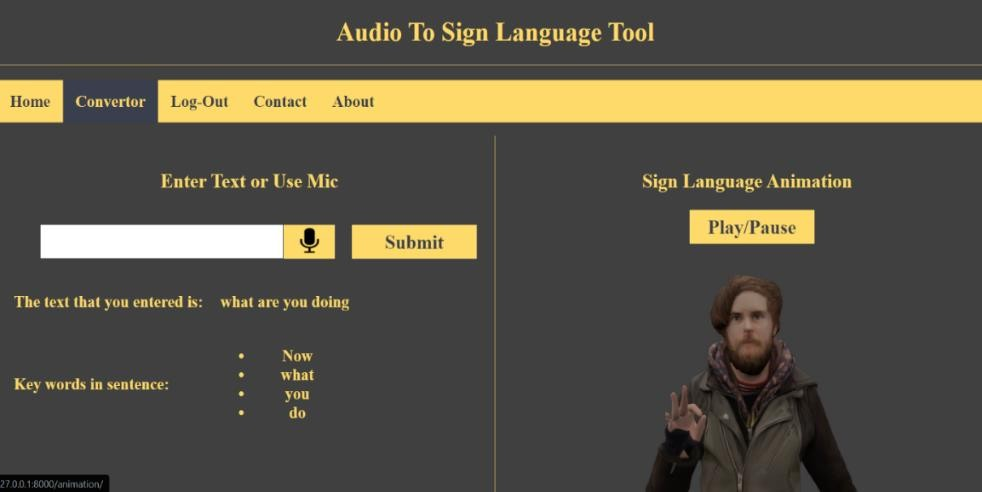 Audio To Sign Language Tool
Home Convertor Log-Out Contact About
Enter Text or Use Mic
Submit
The text that you entered is: what are you doing
Key words in sentence:
• Now
• what
• you
• do
Sign Language Animation
Play/Pause
27.0.0.1:8000/animation/